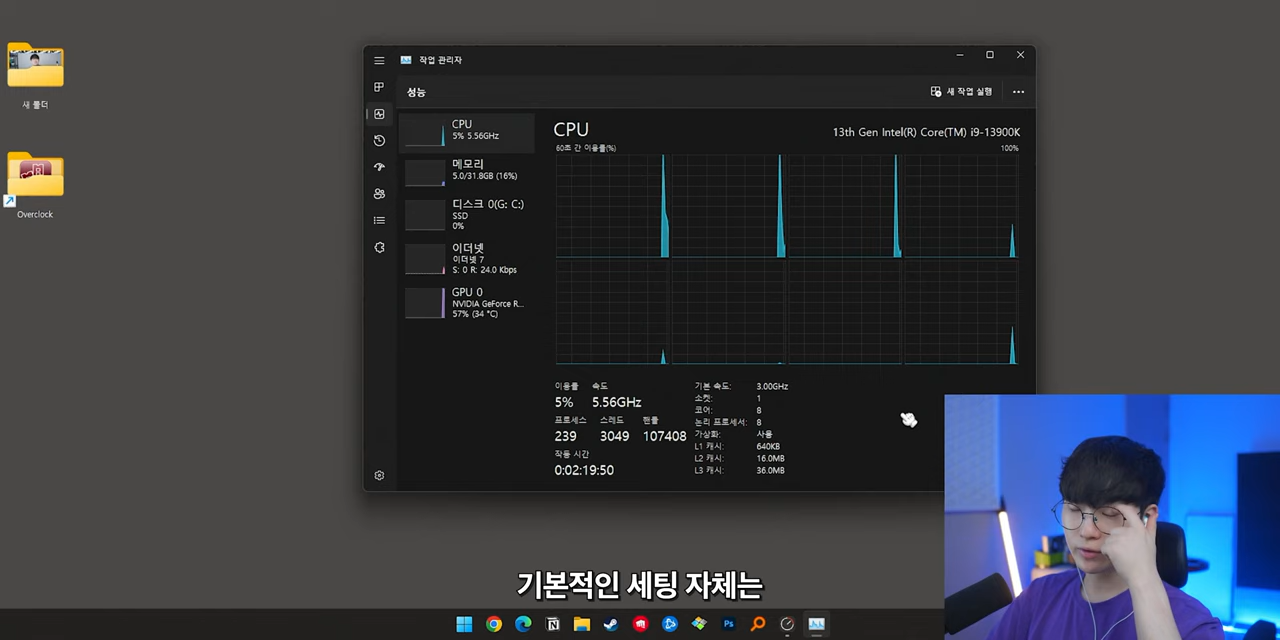 작업 관리자
성능
새 작업 실행
새 폴더
Overclock
CPU
5% 5.56GHz
메모리
5.0/31.8GB (16%)
디스크 0(G: C:)
SSD
0%
이더넷
이더넷 7
S: 0 R: 24.0 Kbps
GPU 0
NVIDIA GeForce R...
57% (34 °C)
CPU
13th Gen Intel(R) Core(TM) i9-13900K
60초 간 이용률(%)
100%
이용률 속도
5% 5.56GHz
프로세스 스레드 핸들
239 3049 107408
작동 시간
0:02:19:50
기본 속도: 3.00GHz
소켓: 1
코어: 8
논리 프로세서: 8
가상화: 사용
L1 캐시: 640KB
L2 캐시: 16.0MB
L3 캐시: 36.0MB
기본적인 세팅 자체는
Ps